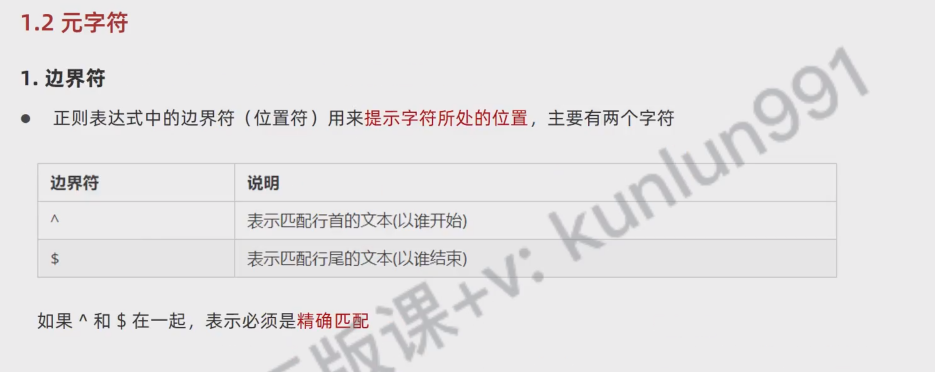 1.2 元字符
1. 边界符
● 正则表达式中的边界符（位置符）用来提示字符所处的位置，主要有两个字符
边界符 说明
^ 表示匹配行首的文本(以谁开始)
$ 表示匹配行尾的文本(以谁结束)
如果 ^ 和 $ 在一起，表示必须是精确匹配
版课+v: kunlun991